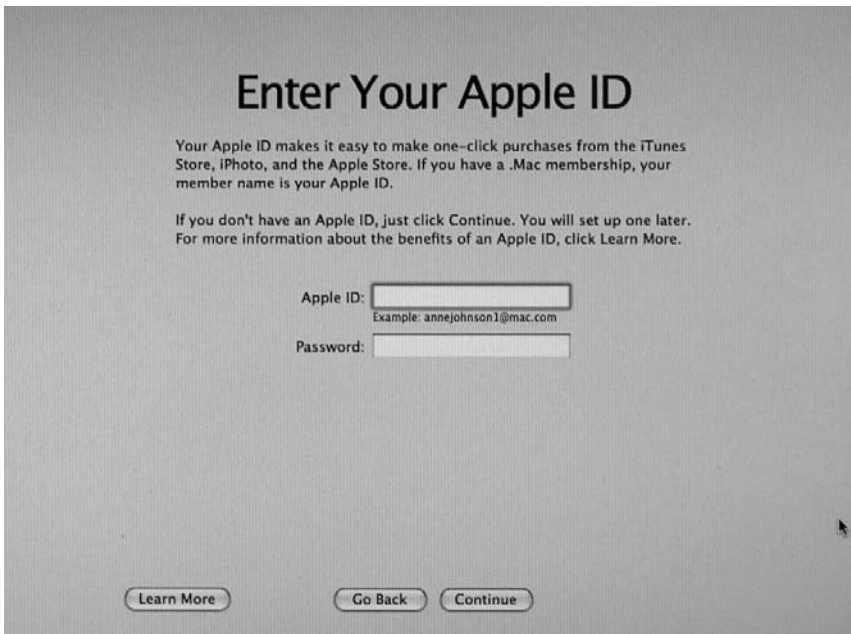 Enter Your Apple ID
Your Apple ID makes it easy to make one-click purchases from the iTunes
Store, iPhoto, and the Apple Store. If you have a .Mac membership, your
member name is your Apple ID.
If you don't have an Apple ID, just click Continue. You will set up one later.
For more information about the benefits of an Apple ID, click Learn More.
Apple ID:
Example: annejohnson1@mac.com
Password:
Learn More
Go Back
Continue